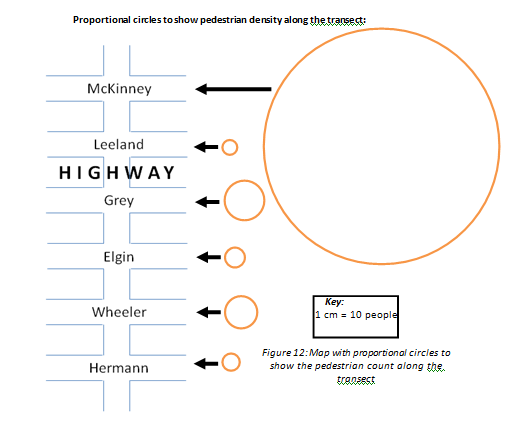 Proportional circles to show pedestrian density along the transect:
McKinney
Leeland
HIGHWAY
Grey
Elgin
Wheeler
Hermann
Key:
1 cm = 10 people
Figure 12: Map with proportional circles to
show the pedestrian count along the
transect